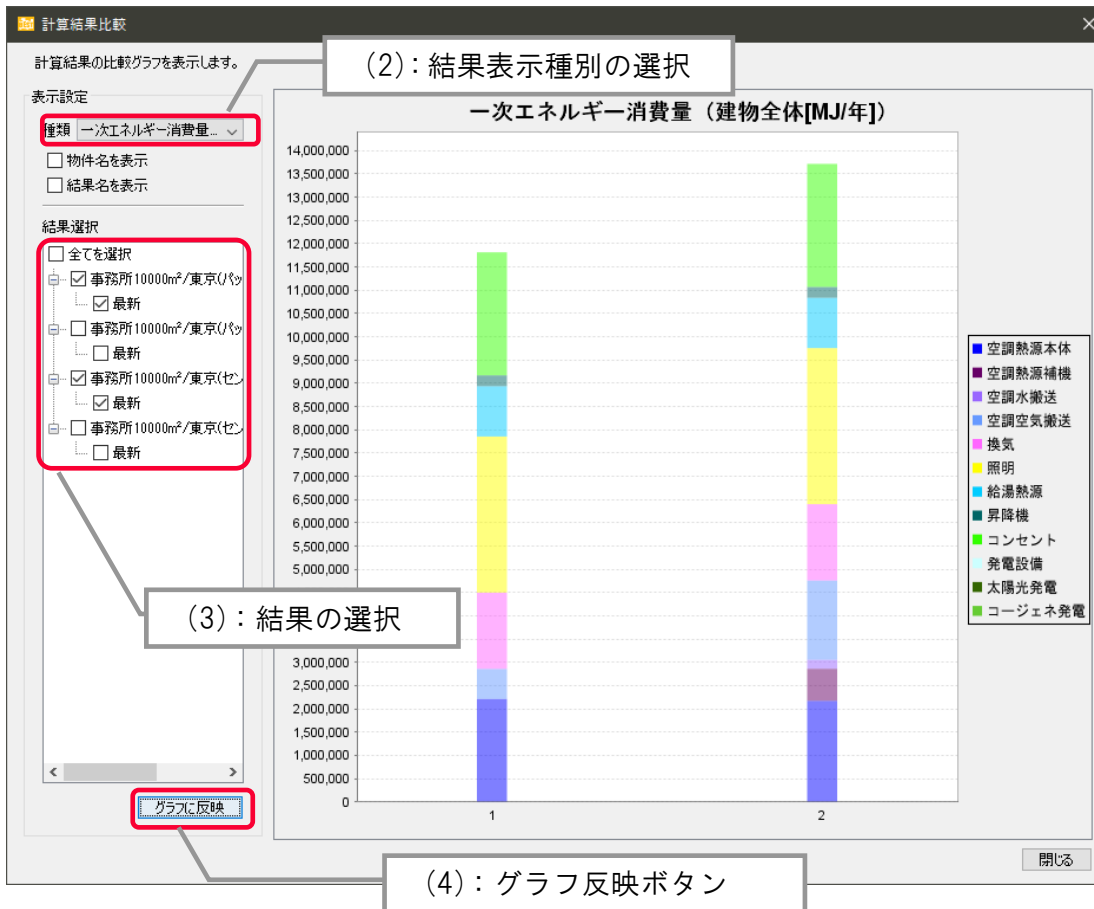 計算結果比較
計算結果の比較グラフを表示します。
(2)：結果表示種別の選択
表示設定
種類 一次エネルギー消費量...
物件名を表示
結果名を表示
結果選択
全てを選択
事務所10000m²/東京(パッ
最新
事務所10000m²/東京(パッ
最新
事務所10000m²/東京(セン
最新
事務所10000m²/東京(セン
最新
(3)：結果の選択
グラフに反映
(4)：グラフ反映ボタン
一次エネルギー消費量（建物全体[MJ/年]）
14,000,000
13,500,000
13,000,000
12,500,000
12,000,000
11,500,000
11,000,000
10,500,000
10,000,000
9,500,000
9,000,000
8,500,000
8,000,000
7,500,000
7,000,000
6,500,000
6,000,000
5,500,000
5,000,000
3,000,000
2,500,000
2,000,000
1,500,000
1,000,000
500,000
0
1
2
空調熱源本体
空調熱源補機
空調水搬送
空調空気搬送
換気
照明
給湯熱源
昇降機
コンセント
発電設備
太陽光発電
コージェネ発電
閉じる